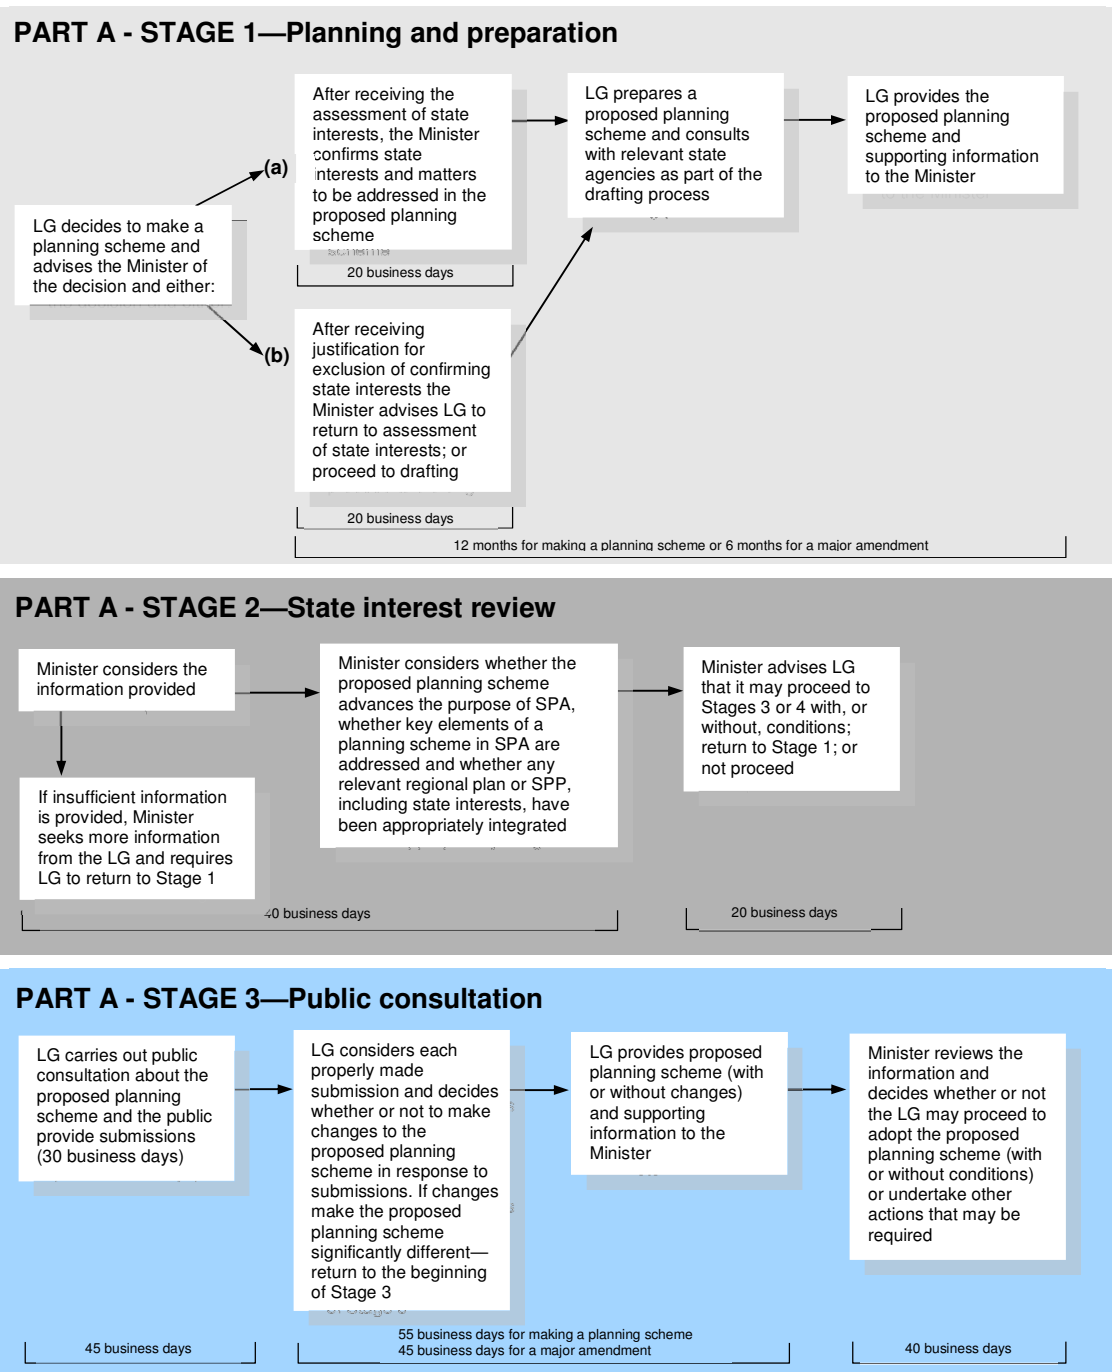 PART A - STAGE 1—Planning and preparation
LG decides to make a
planning scheme and
advises the Minister of
the decision and either:
(a)
After receiving the
assessment of state
interests, the Minister
confirms state
interests and matters
to be addressed in the
proposed planning
scheme
20 business days
(b)
After receiving
justification for
exclusion of confirming
state interests the
Minister advises LG to
return to assessment
of state interests; or
proceed to drafting
20 business days
LG prepares a
proposed planning
scheme and consults
with relevant state
agencies as part of the
drafting process
LG provides the
proposed planning
scheme and
supporting information
to the Minister
12 months for making a planning scheme or 6 months for a major amendment
PART A - STAGE 2—State interest review
Minister considers the
information provided
If insufficient information
is provided, Minister
seeks more information
from the LG and requires
LG to return to Stage 1
Minister considers whether the
proposed planning scheme
advances the purpose of SPA,
whether key elements of a
planning scheme in SPA are
addressed and whether any
relevant regional plan or SPP,
including state interests, have
been appropriately integrated
40 business days
Minister advises LG
that it may proceed to
Stages 3 or 4 with, or
without, conditions;
return to Stage 1; or
not proceed
20 business days
PART A - STAGE 3—Public consultation
LG carries out public
consultation about the
proposed planning
scheme and the public
provide submissions
(30 business days)
45 business days
LG considers each
properly made
submission and decides
whether or not to make
changes to the
proposed planning
scheme in response to
submissions. If changes
make the proposed
planning scheme
significantly different—
return to the beginning
of Stage 3
LG provides proposed
planning scheme (with
or without changes)
and supporting
information to the
Minister
55 business days for making a planning scheme
45 business days for a major amendment
Minister reviews the
information and
decides whether or not
the LG may proceed to
adopt the proposed
planning scheme (with
or without conditions)
or undertake other
actions that may be
required
40 business days